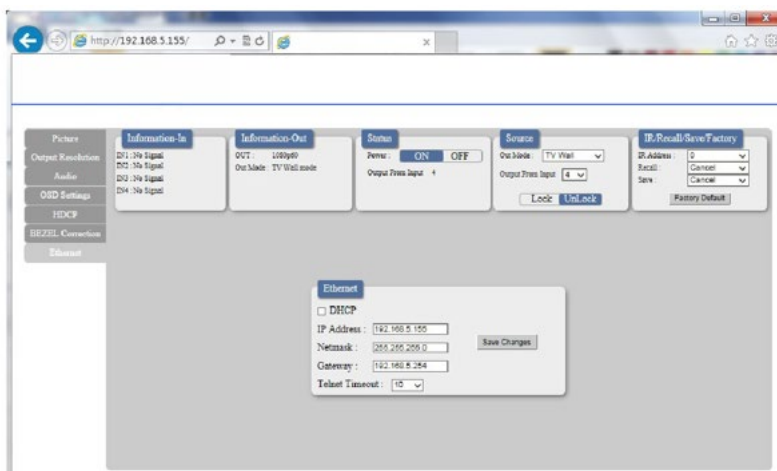 http://192.168.5.155/
Picture
Output Resolution
Audio
OSD Settings
HDCP
BEZEL Correction
Ethernet
Information-In
IN1 : No Signal
IN2 : No Signal
IN3 : No Signal
IN4 : No Signal
Information-Out
OUT : 1080p60
Out Mode : TV Wall mode
Status
Power : ON OFF
Output From Input 4
Source
Out Mode : TV Wall
Output From Input 4
Lock UnLock
IR/Recall/Save/Factory
IR Address : 0
Recall : Cancel
Save : Cancel
Factory Default
Ethernet
DHCP
IP Address : 192.168.5.155
Netmask : 255.255.255.0
Gateway : 192.168.5.254
Telnet Timeout : 10
Save Changes